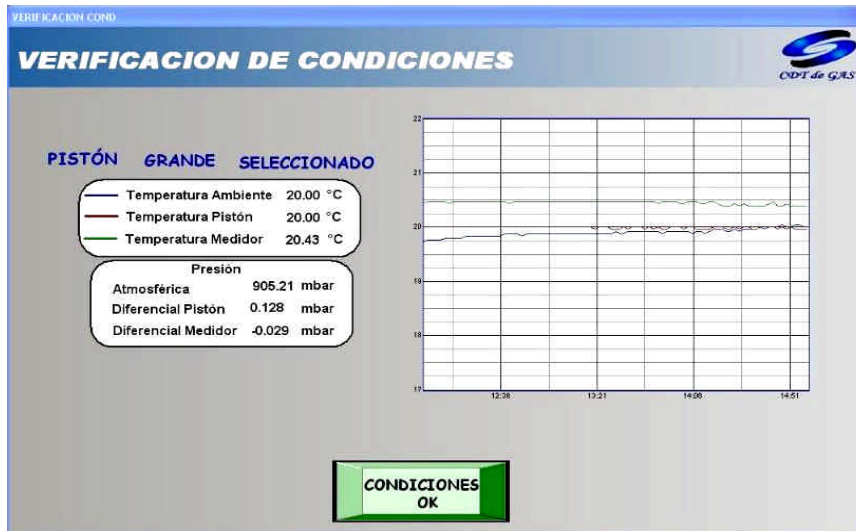 VERIFICACION COND
VERIFICACION DE CONDICIONES
CDT de GAS
PISTÓN GRANDE SELECCIONADO
Temperatura Ambiente 20.00 °C
Temperatura Pistón 20.00 °C
Temperatura Medidor 20.43 °C
Presión
Atmosférica 905.21 mbar
Diferencial Pistón 0.128 mbar
Diferencial Medidor -0.029 mbar
22
21
20
19
18
17
12:38 13:21 14:06 14:51
CONDICIONES
OK